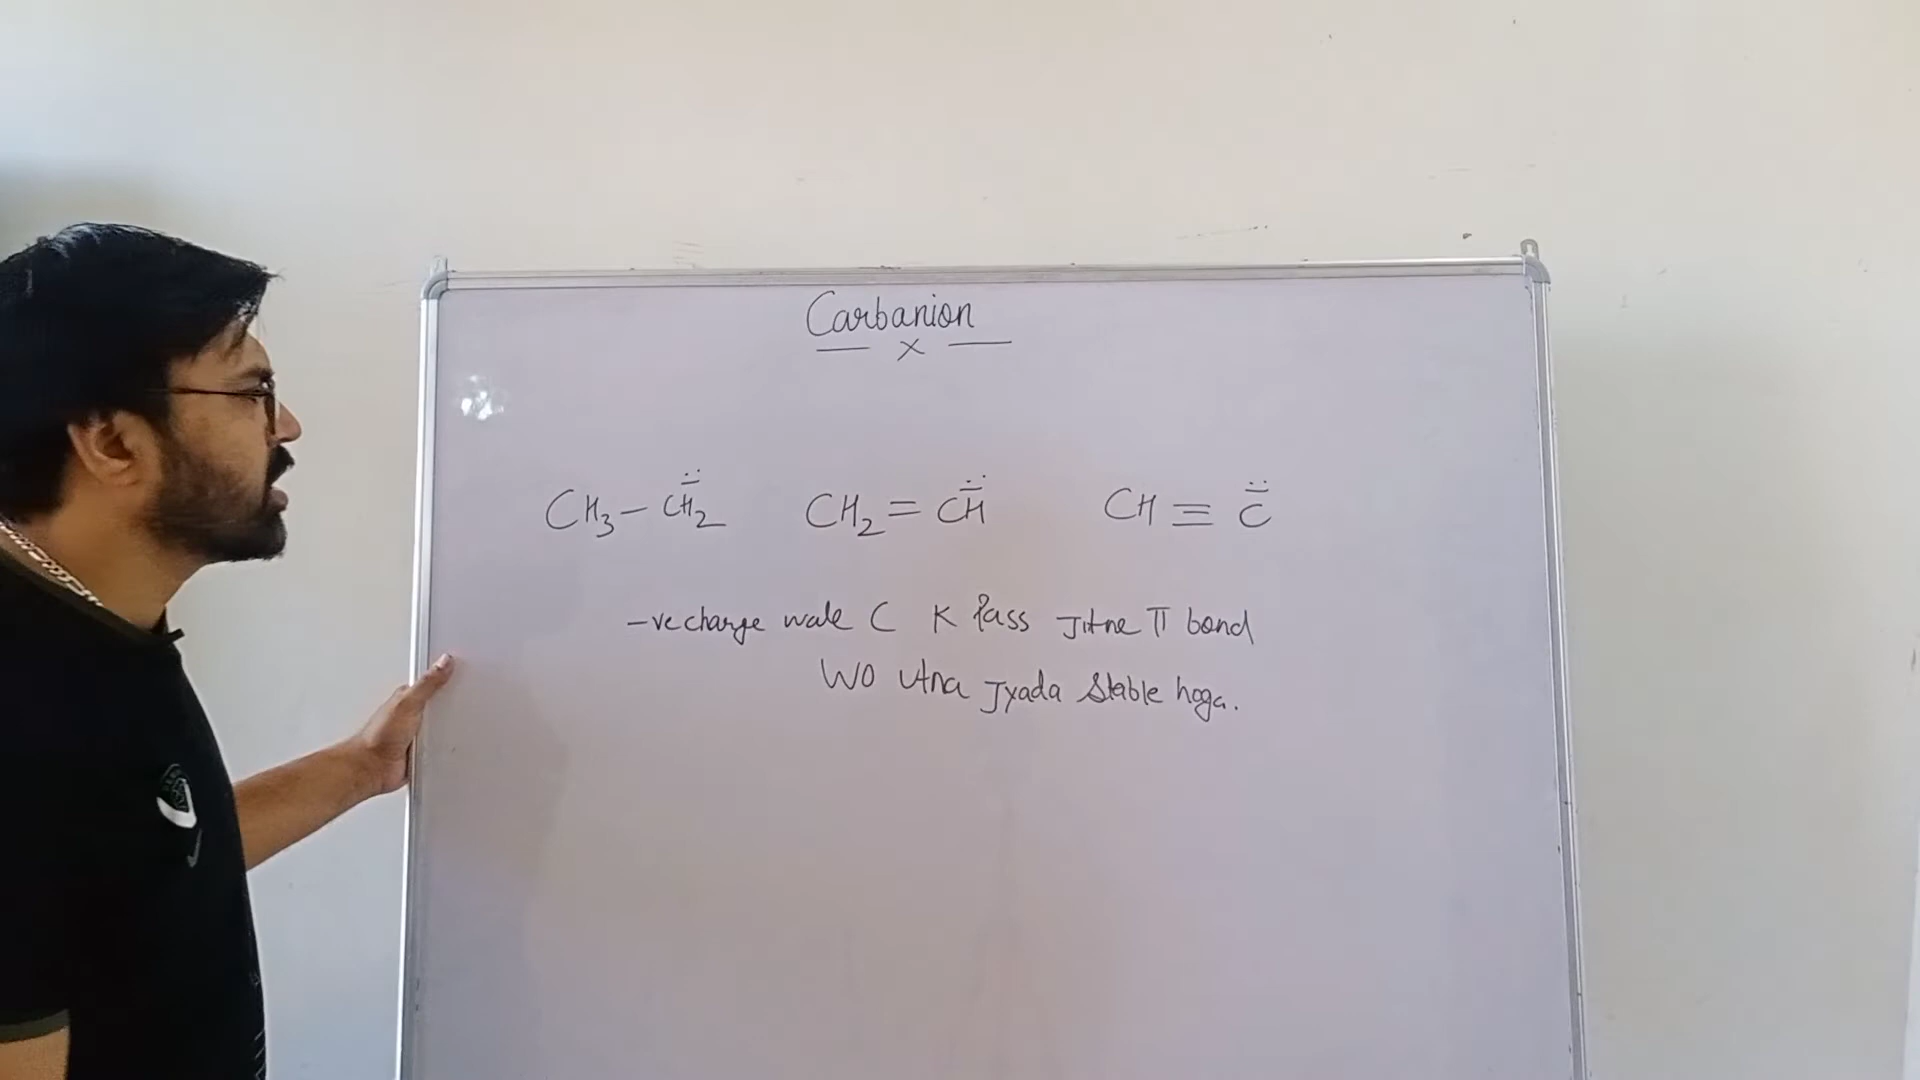 Carbanion
x
CH₃ – C̈̄H₂ CH₂ = C̈̄H CH ≡ C̈̄
-ve charge wale C K Pass Jitne π bond
WO utna Jyada Stable hoga.